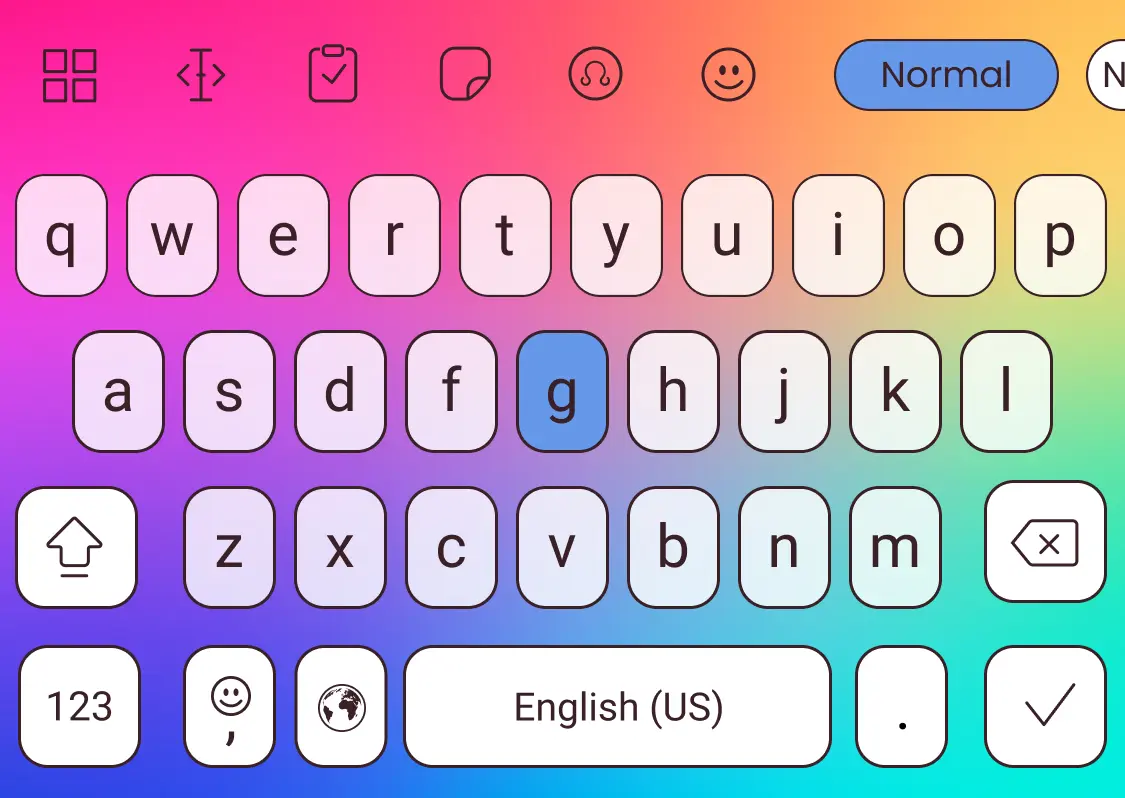 Normal N
q w e r t y u i o p
a s d f g h j k l
z x c v b n m
123 , English (US) .